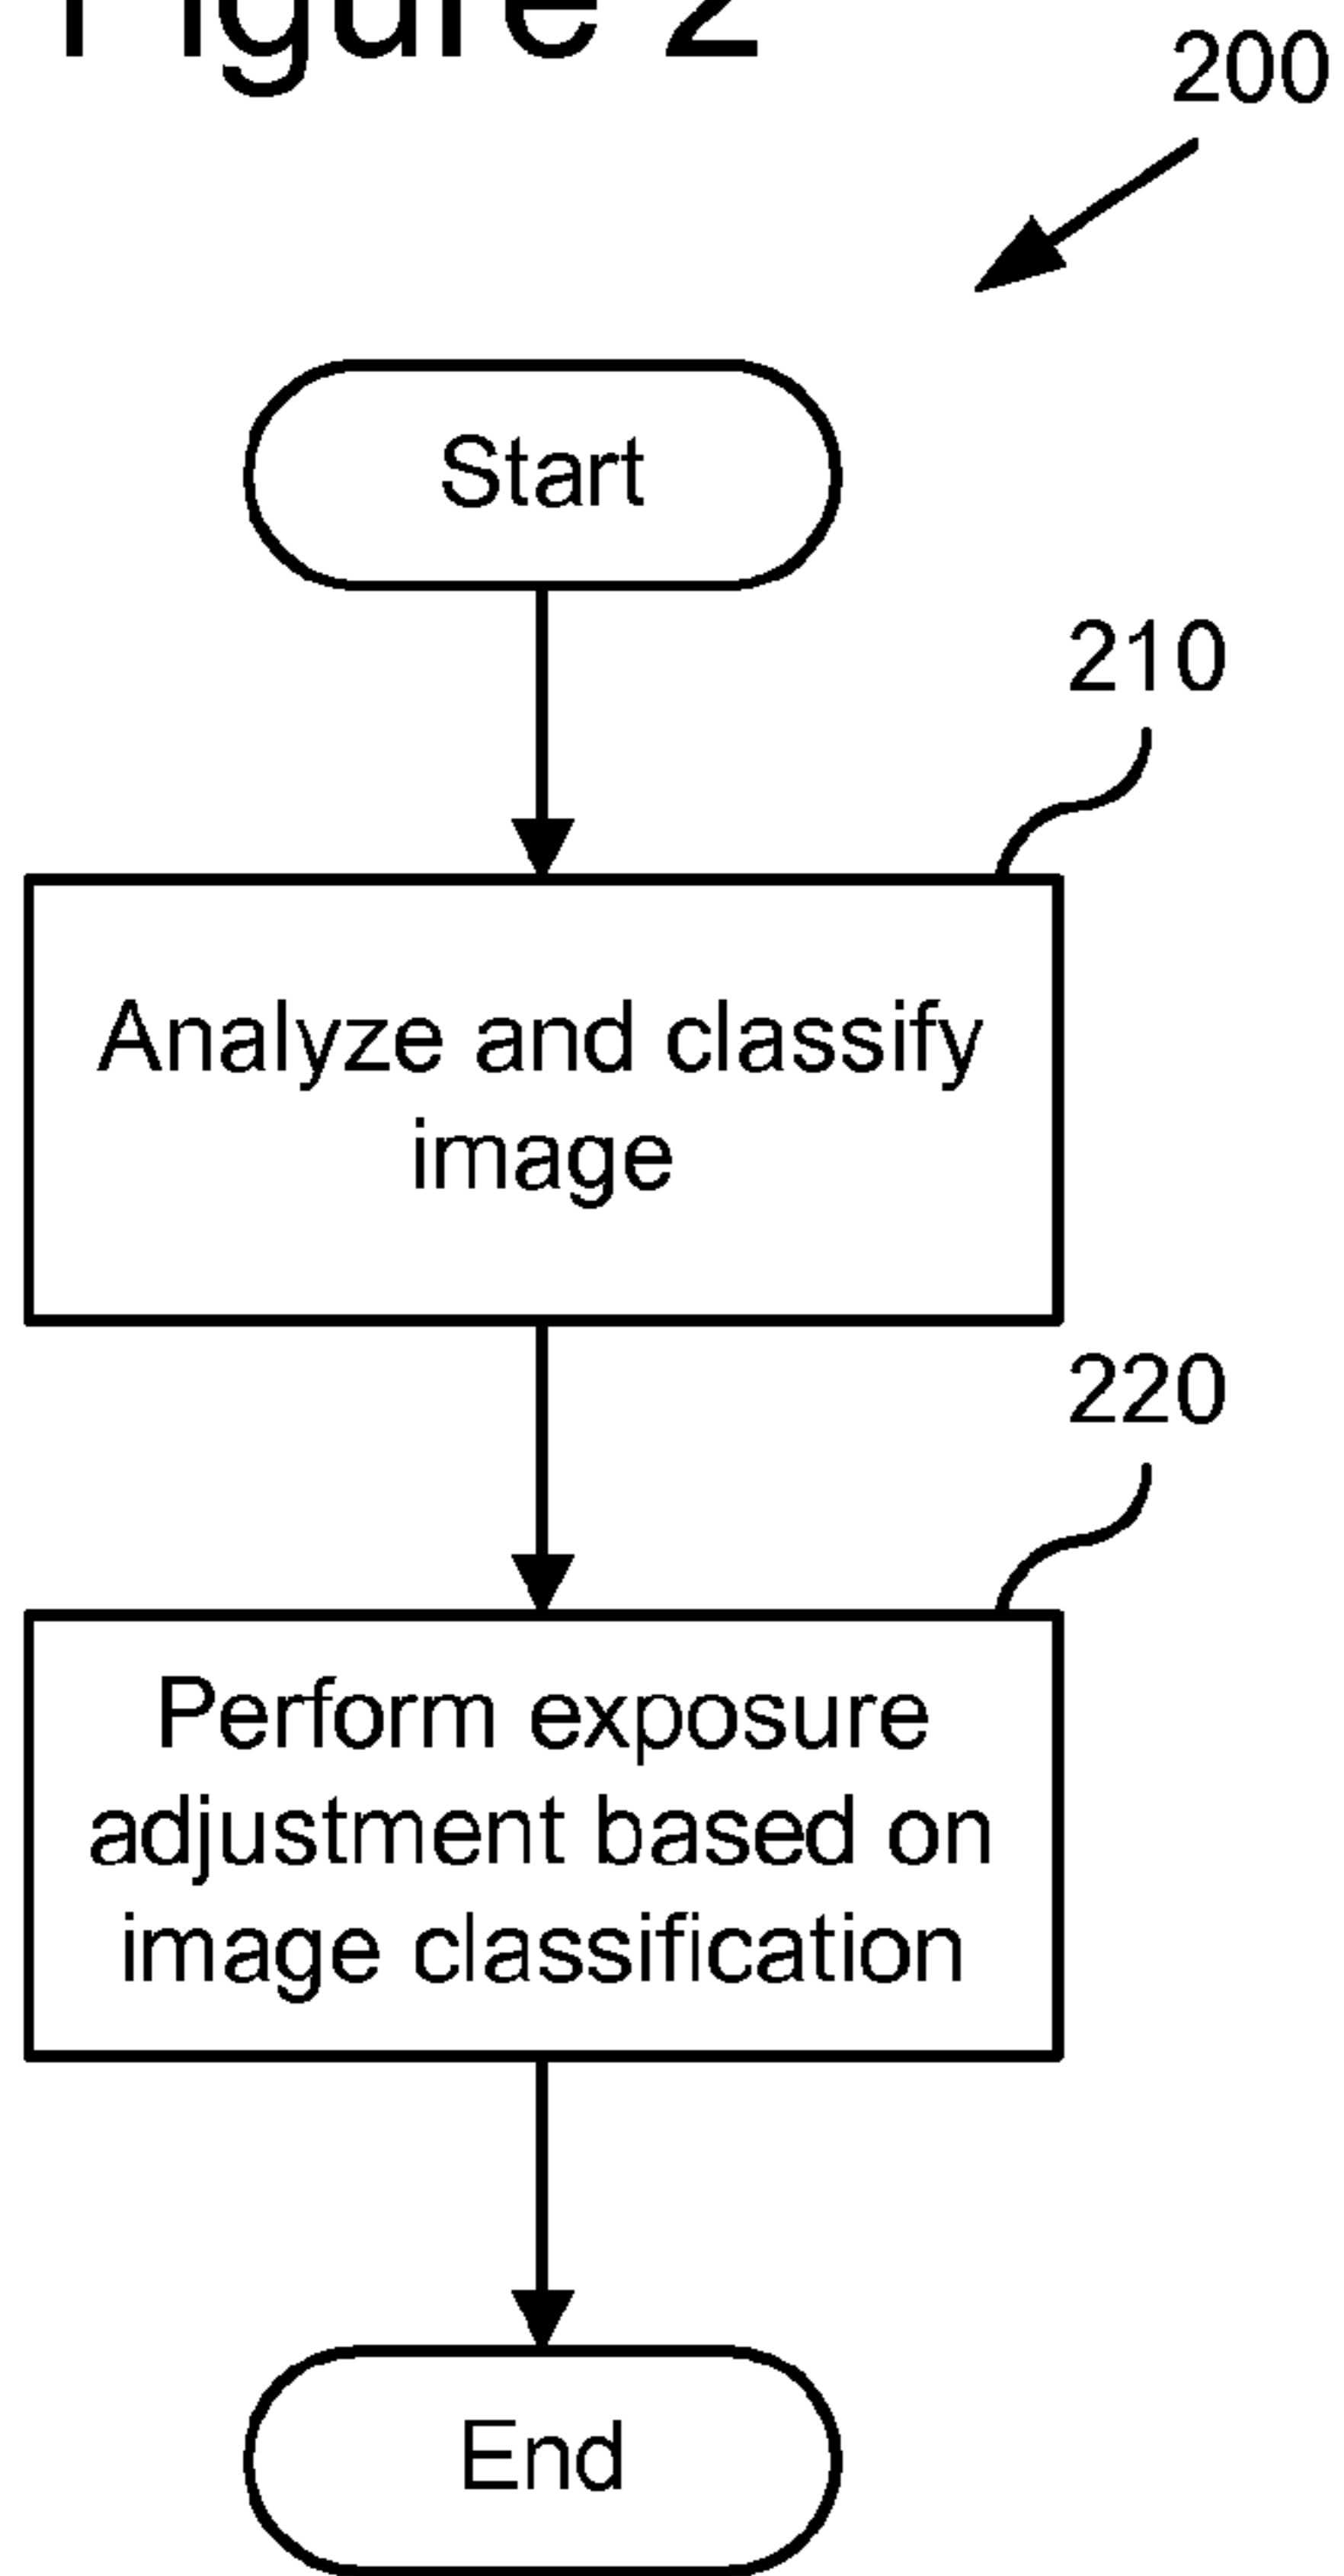 Figure 2
200
Start
210
Analyze and classify
image
220
Perform exposure
adjustment based on
image classification
End